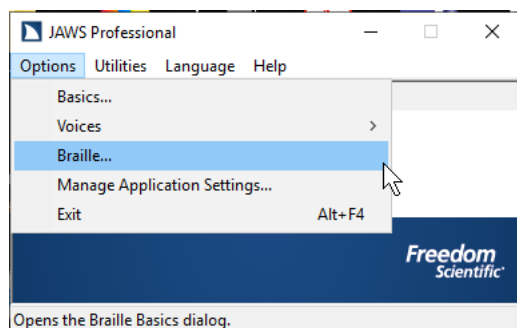 JAWS Professional
Options Utilities Language Help
Basics...
Voices
Braille...
Manage Application Settings...
Exit Alt+F4
Freedom
Scientific
Opens the Braille Basics dialog.